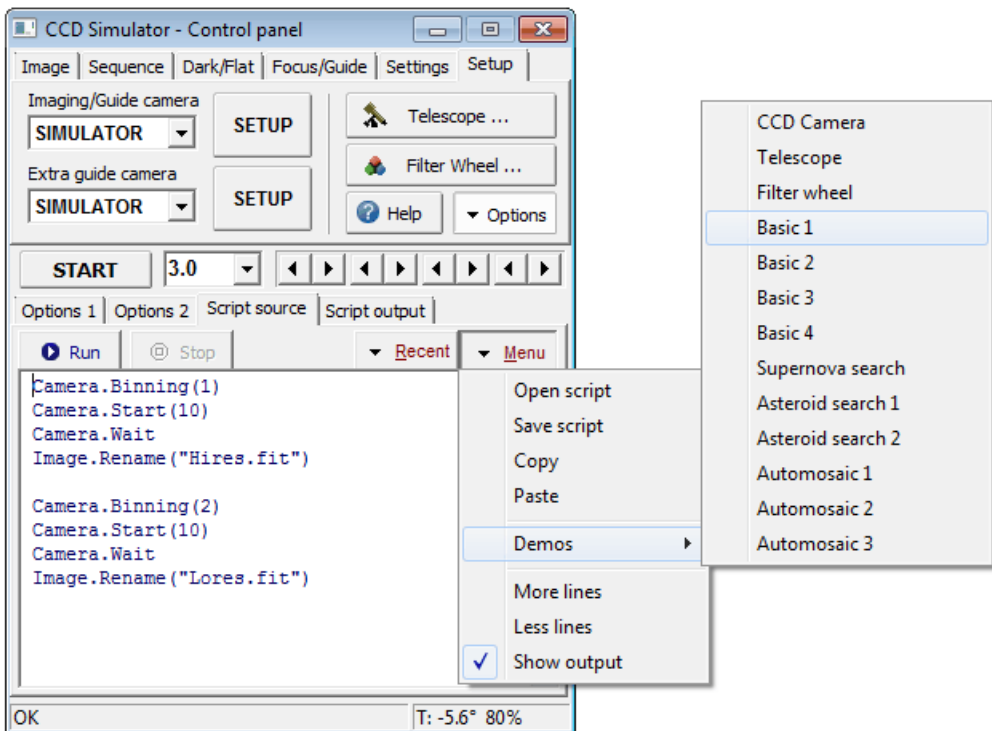 CCD Simulator - Control panel
Image Sequence Dark/Flat Focus/Guide Settings Setup
Imaging/Guide camera
SIMULATOR
SETUP
Telescope ...
Extra guide camera
SIMULATOR
SETUP
Filter Wheel ...
Help
Options
START 3.0
Options 1 Options 2 Script source Script output
Run Stop Recent Menu
Camera.Binning(1)
Camera.Start(10)
Camera.Wait
Image.Rename("Hires.fit")
Camera.Binning(2)
Camera.Start(10)
Camera.Wait
Image.Rename("Lores.fit")
OK T: -5.6° 80%
Open script
Save script
Copy
Paste
Demos
More lines
Less lines
Show output
CCD Camera
Telescope
Filter wheel
Basic 1
Basic 2
Basic 3
Basic 4
Supernova search
Asteroid search 1
Asteroid search 2
Automosaic 1
Automosaic 2
Automosaic 3